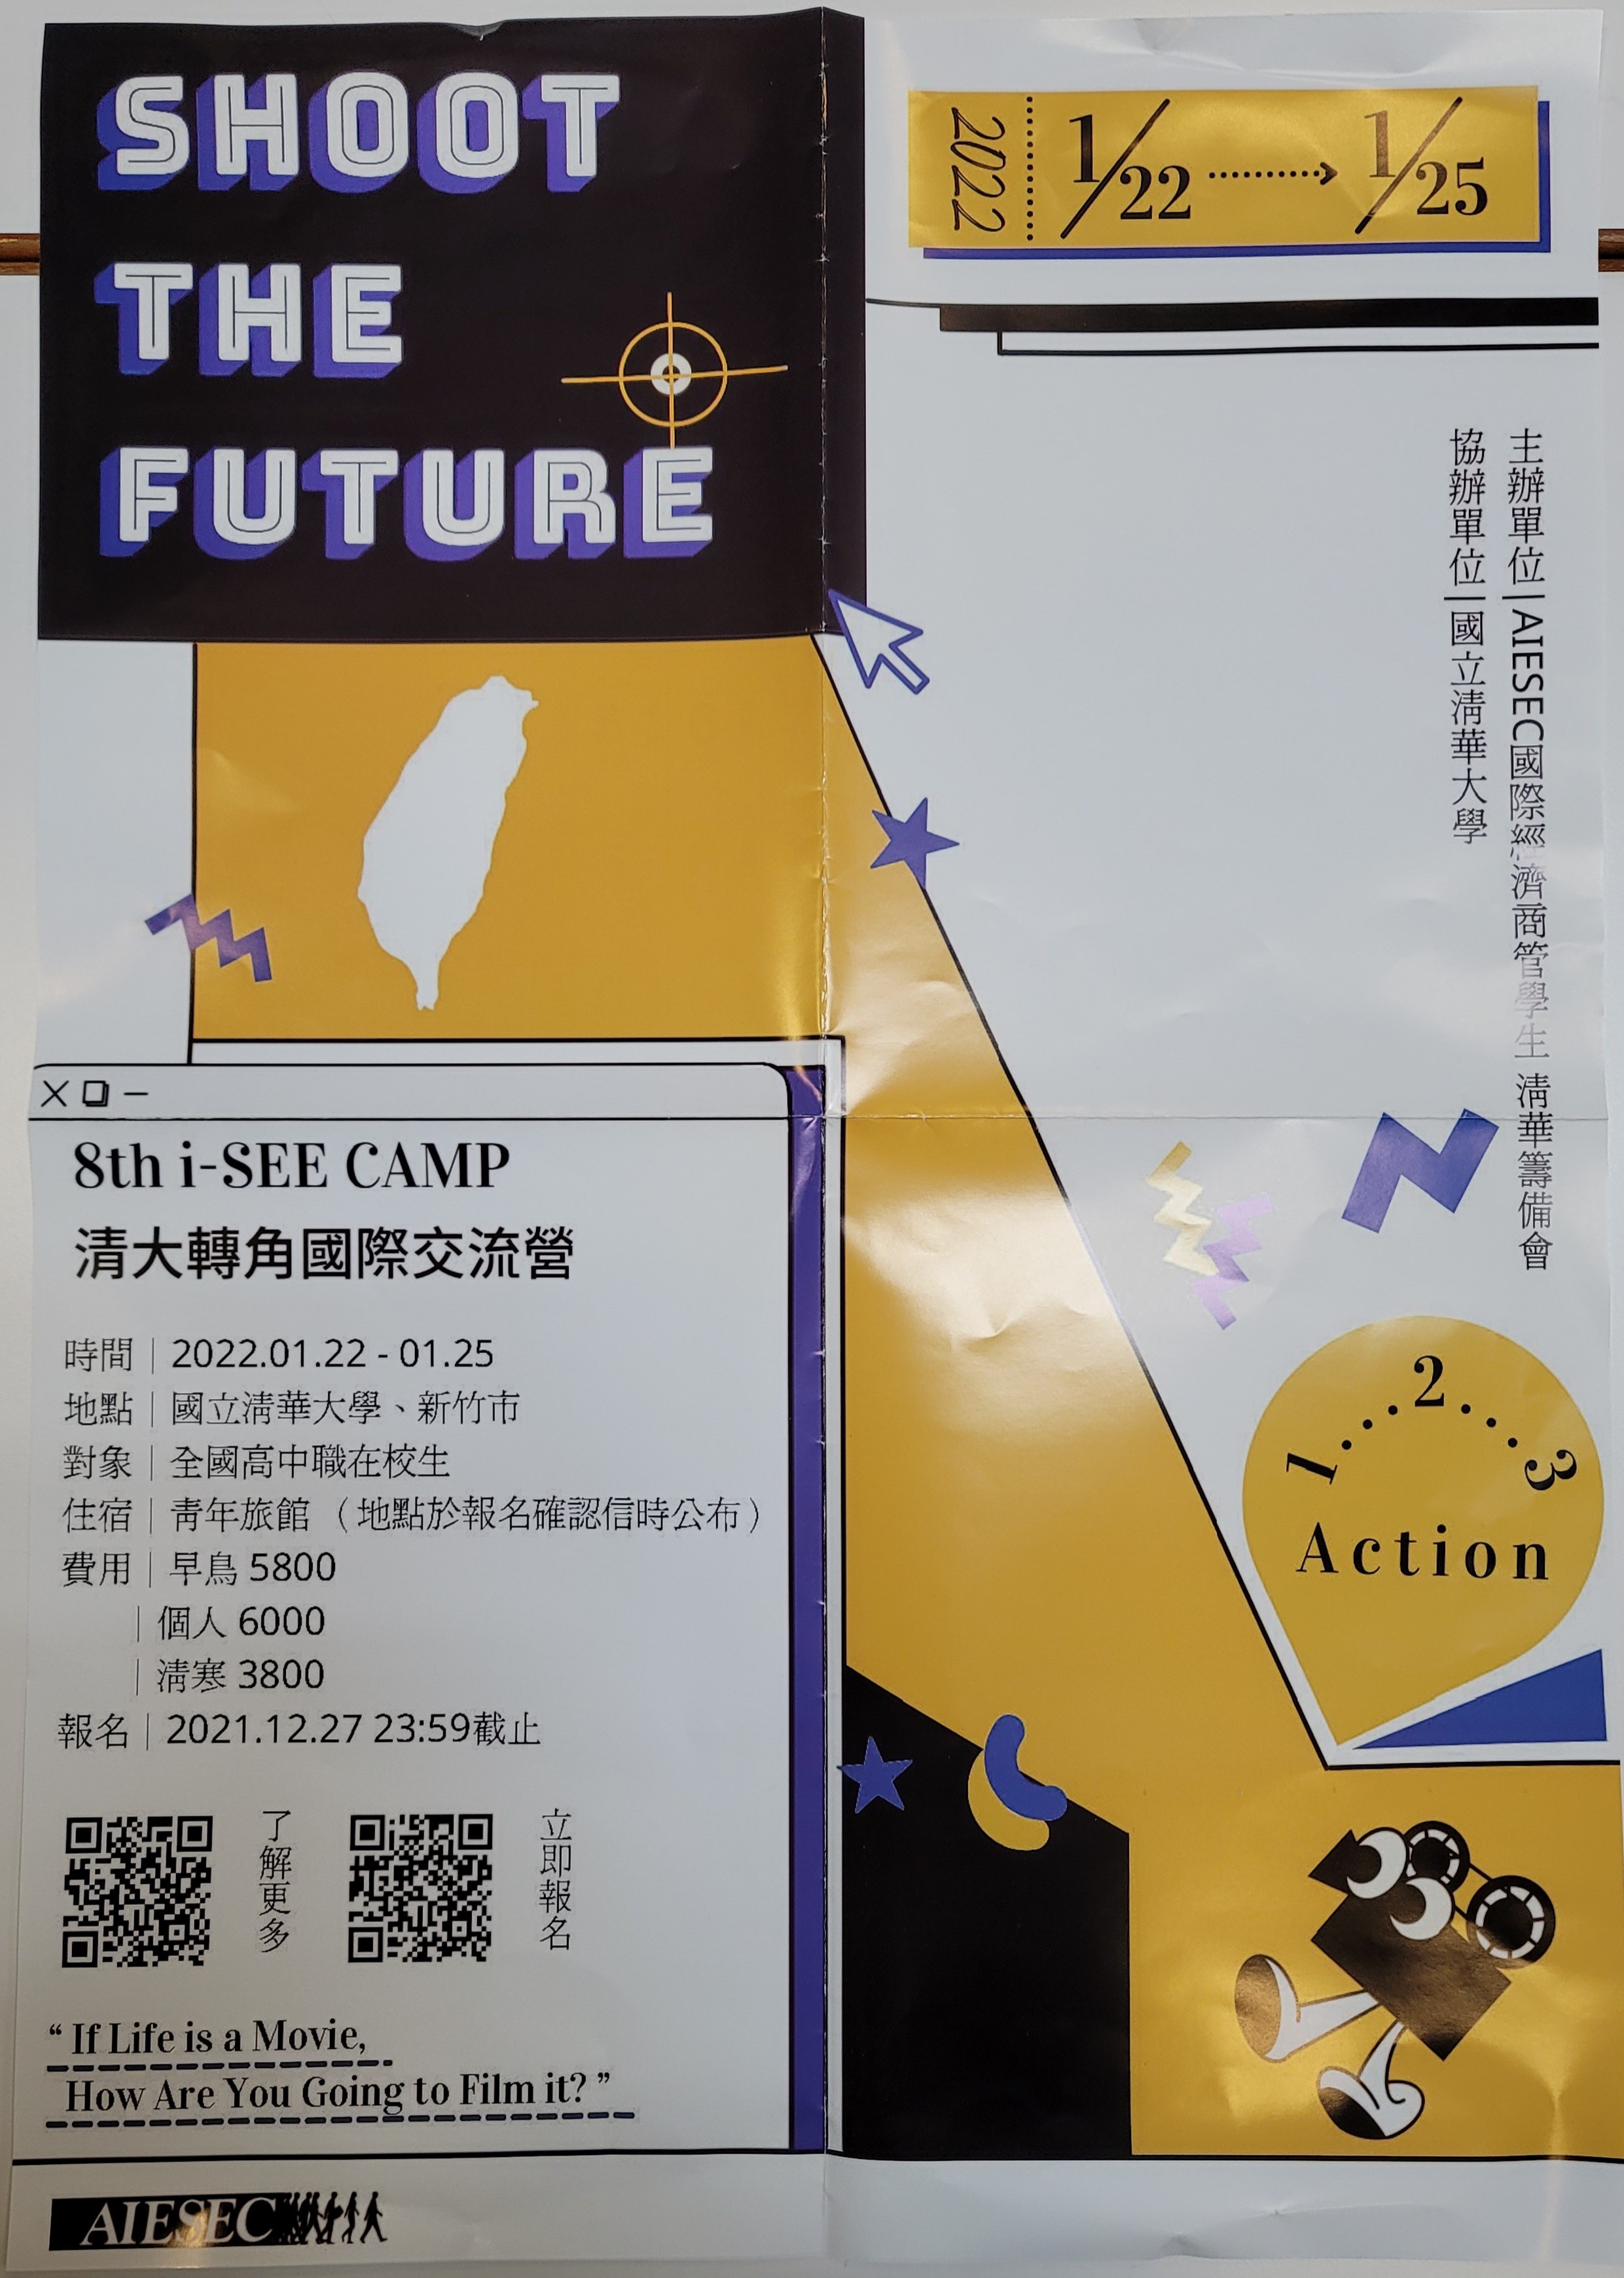 SHOOT
THE
FUTURE
2022
1/22 1/25
主辦單位|AIESEC國際經濟商管學生 清華籌備會
協辦單位|國立清華大學
8th i-SEE CAMP
清大轉角國際交流營
時間|2022.01.22 - 01.25
地點|國立清華大學、新竹市
對象|全國高中職在校生
住宿|青年旅館（地點於報名確認信時公布）
費用|早鳥 5800
|個人 6000
|清寒 3800
報名|2021.12.27 23:59截止
了解更多
立即報名
“ If Life is a Movie,
How Are You Going to Film it? ”
1...2...3
Action
AIESEC